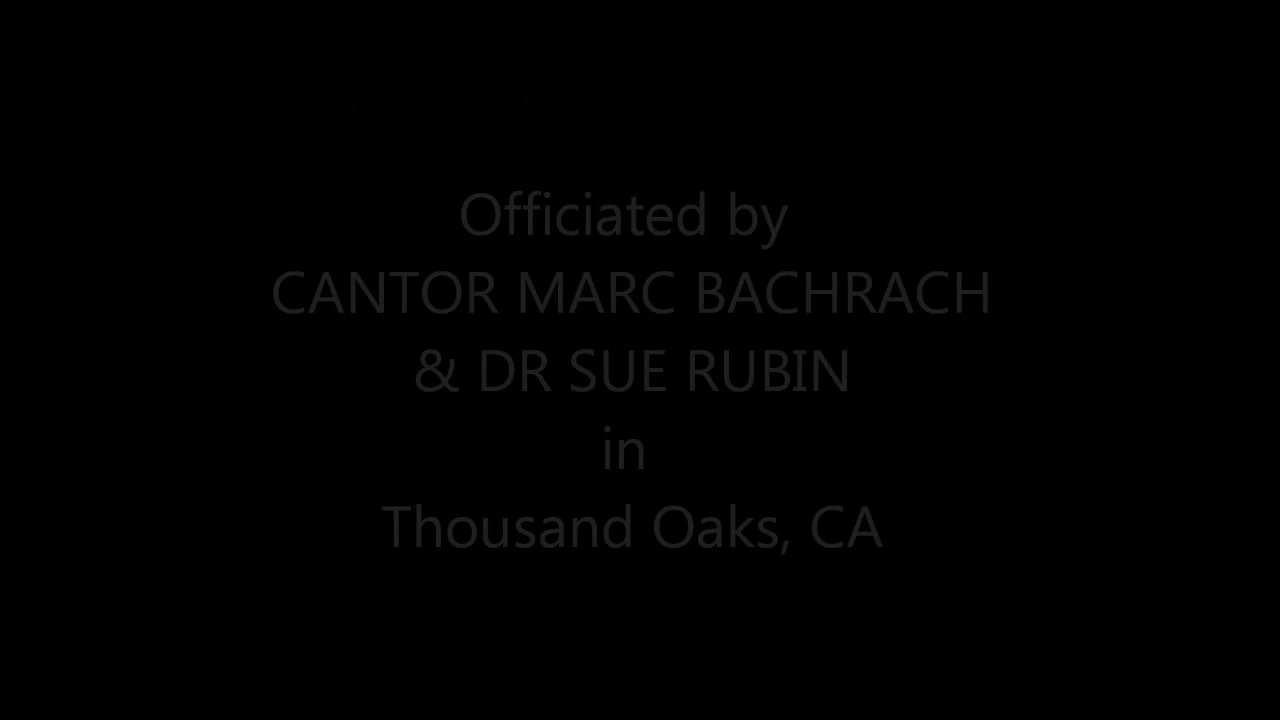 Officiated by
CANTOR MARC BACHRACH
& DR SUE RUBIN
in
Thousand Oaks, CA